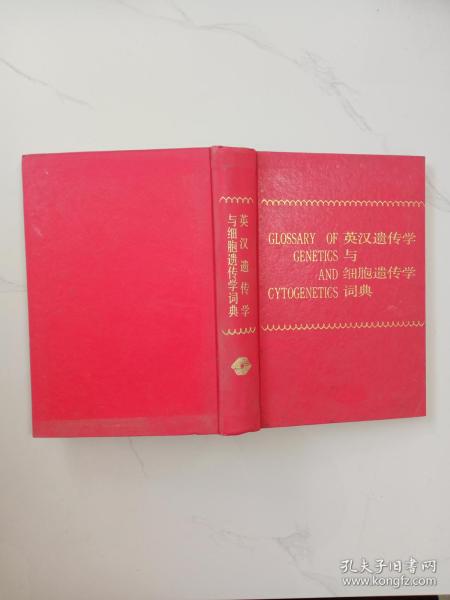 英汉遗传学
与细胞遗传学词典
GLOSSARY OF 英汉遗传学
GENETICS 与
AND 细胞遗传学
CYTOGENETICS 词典
孔夫子旧书网
www.kongfz.com